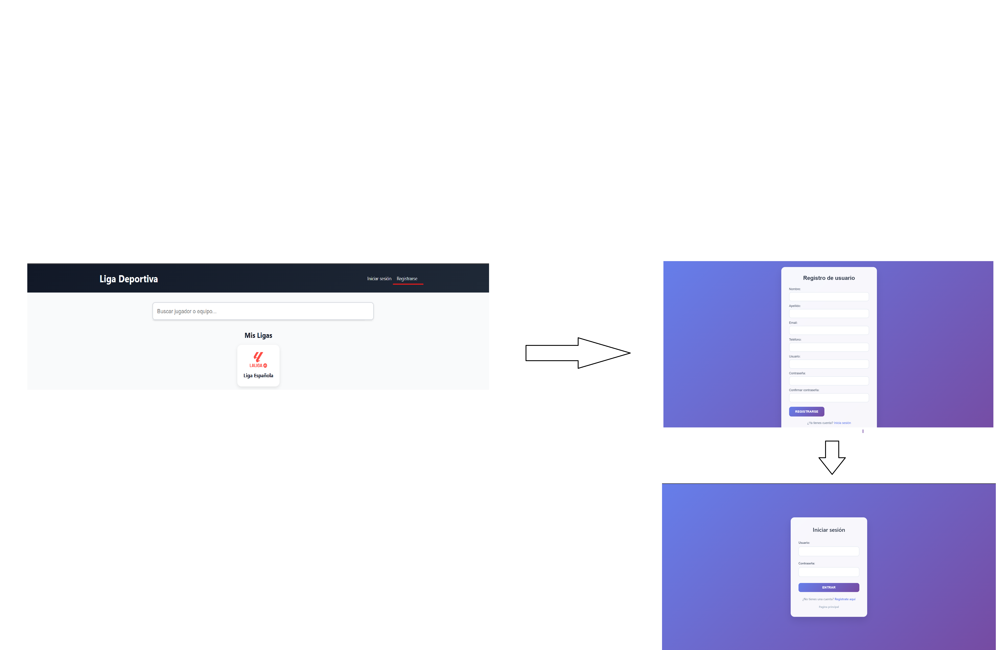 Liga Deportiva
Iniciar sesión Registrarse
Buscar jugador o equipo...
Mis Ligas
LALIGA
Liga Española
Registro de usuario
Nombre:
Apellido:
Email:
Teléfono:
Usuario:
Contraseña:
Confirmar contraseña:
REGISTRARSE
¿Ya tienes cuenta? Inicia sesión
Iniciar sesión
Usuario:
Contraseña:
ENTRAR
¿No tienes una cuenta? Regístrate aquí
Pagina principal